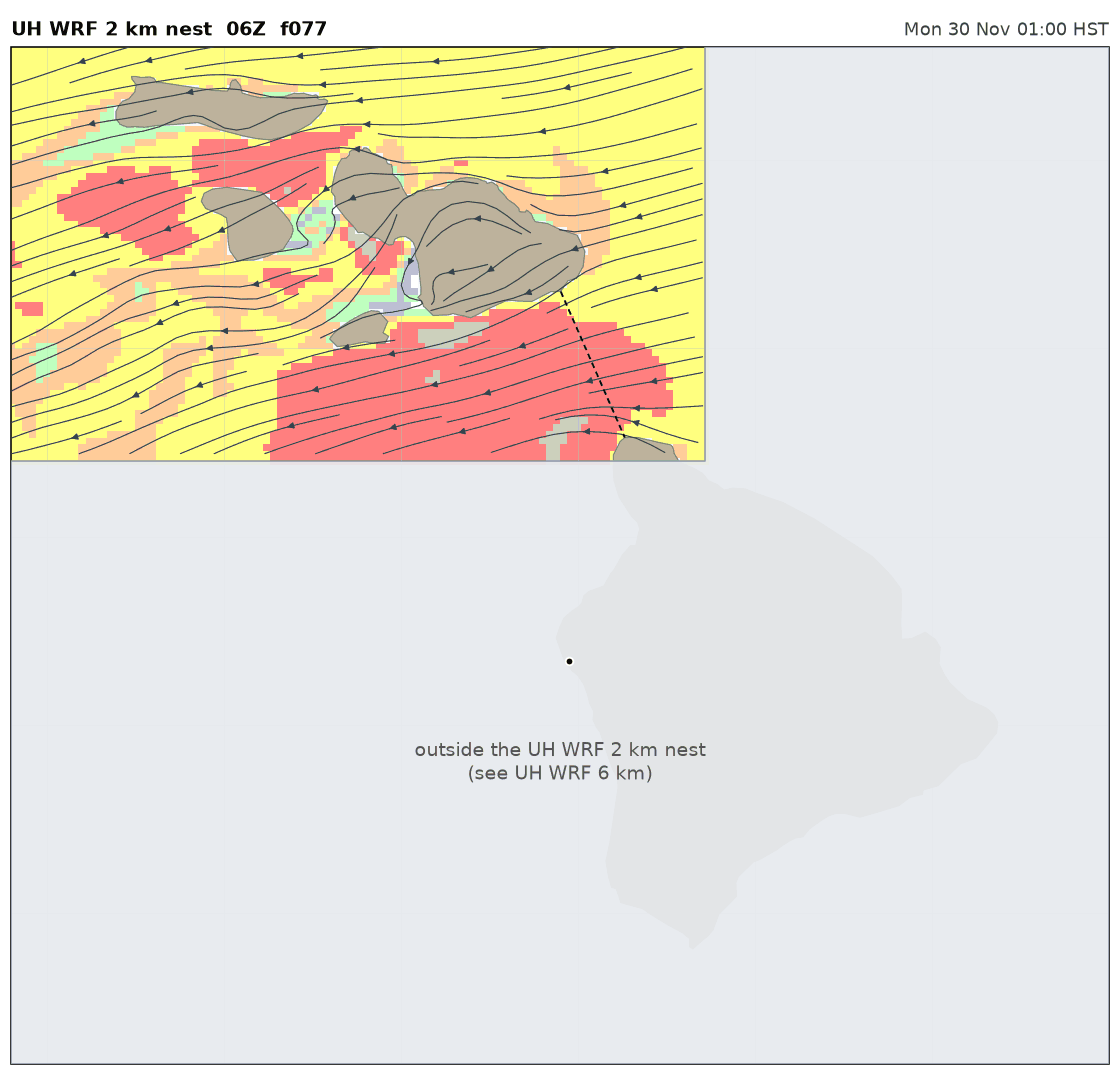 UH WRF 2 km nest  06Z  f077
Mon 30 Nov 01:00 HST
outside the UH WRF 2 km nest
(see UH WRF 6 km)